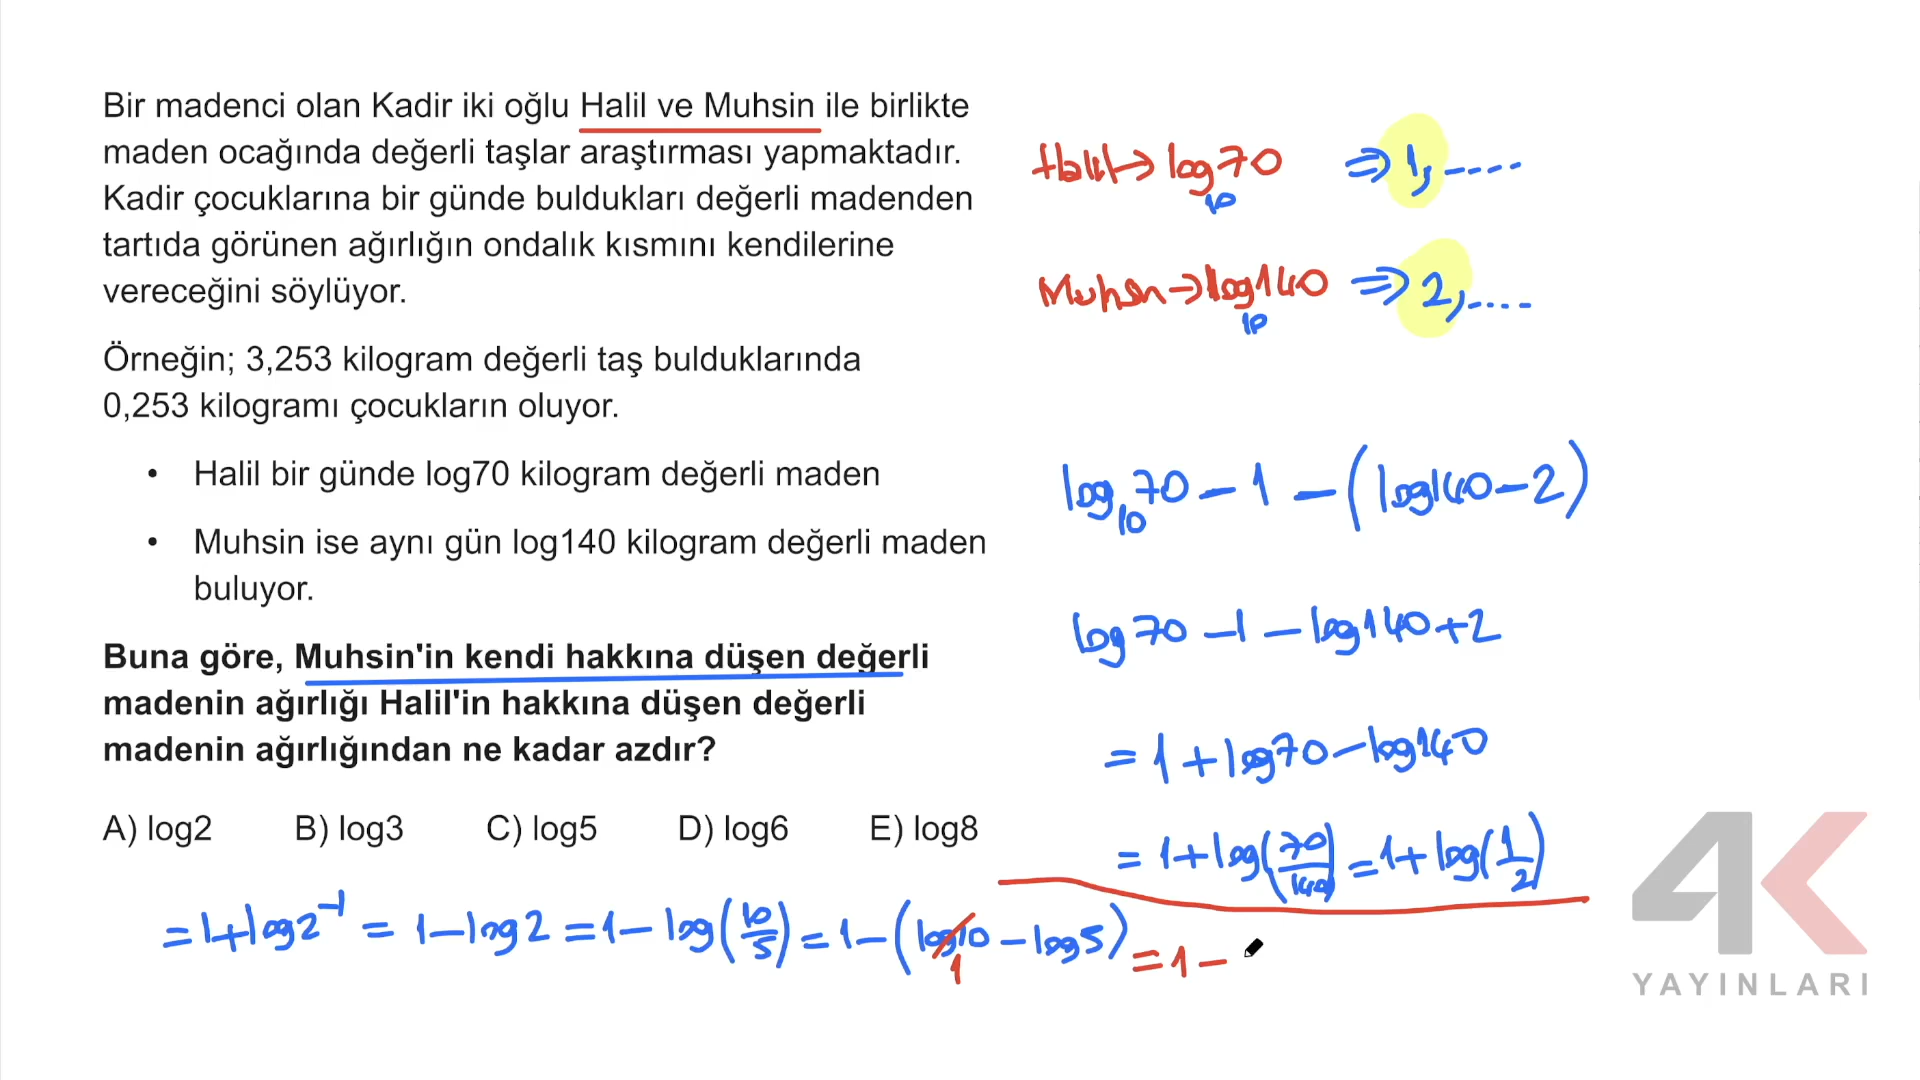 Bir madenci olan Kadir iki oğlu Halil ve Muhsin ile birlikte
maden ocağında değerli taşlar araştırması yapmaktadır.
Kadir çocuklarına bir günde buldukları değerli madenden
tartıda görünen ağırlığın ondalık kısmını kendilerine
vereceğini söylüyor.
Örneğin; 3,253 kilogram değerli taş bulduklarında
0,253 kilogramı çocukların oluyor.
• Halil bir günde log70 kilogram değerli maden
• Muhsin ise aynı gün log140 kilogram değerli maden
buluyor.
Buna göre, Muhsin'in kendi hakkına düşen değerli
madenin ağırlığı Halil'in hakkına düşen değerli
madenin ağırlığından ne kadar azdır?
A) log2 B) log3 C) log5 D) log6 E) log8
Halil → log₁₀70 ⇒ 1,----
Muhsin → log₁₀140 ⇒ 2,----
log₁₀70 - 1 - (log140 - 2)
log70 - 1 - log140 + 2
= 1 + log70 - log140
= 1 + log(70/140) = 1 + log(1/2)
= 1 + log2⁻¹ = 1 - log2 = 1 - log(10/5) = 1 - (log10 - log5) = 1 -
1
4K
YAYINLARI